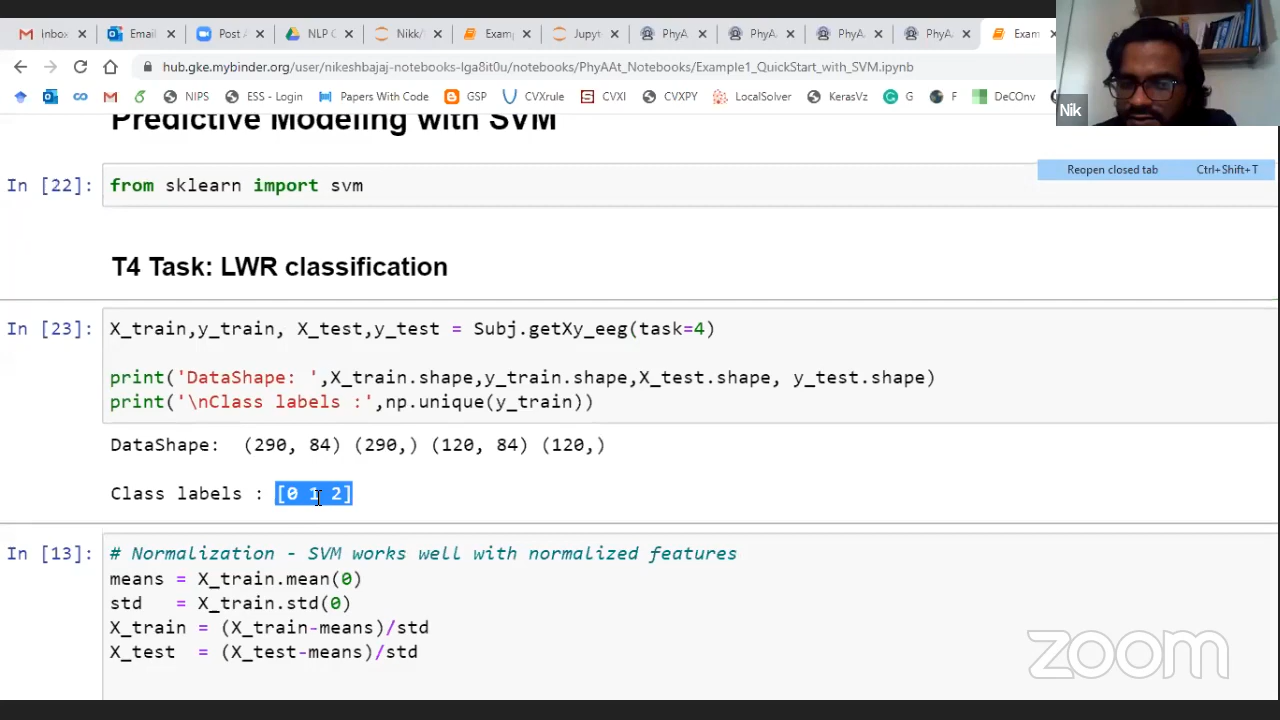 Inbox
Email
Post A
NLP C
Nikk/
Examp
Jupyt
PhyA
PhyA
PhyA
PhyA
Exam
hub.gke.mybinder.org/user/nikeshbajaj-notebooks-lga8it0u/notebooks/PhyAAt_Notebooks/Example1_QuickStart_with_SVM.ipynb
NIPS
ESS - Login
Papers With Code
GSP
CVXrule
CVXI
CVXPY
LocalSolver
KerasVz
G
F
DeCOnv
Nik
Reopen closed tab Ctrl+Shift+T
Predictive Modeling with SVM
In [22]: from sklearn import svm
T4 Task: LWR classification
In [23]: X_train,y_train, X_test,y_test = Subj.getXy_eeg(task=4)
print('DataShape: ',X_train.shape,y_train.shape,X_test.shape, y_test.shape)
print('\nClass labels :',np.unique(y_train))
DataShape:  (290, 84) (290,) (120, 84) (120,)
Class labels : [0 1 2]
In [13]: # Normalization - SVM works well with normalized features
means = X_train.mean(0)
std   = X_train.std(0)
X_train = (X_train-means)/std
X_test  = (X_test-means)/std
zoom